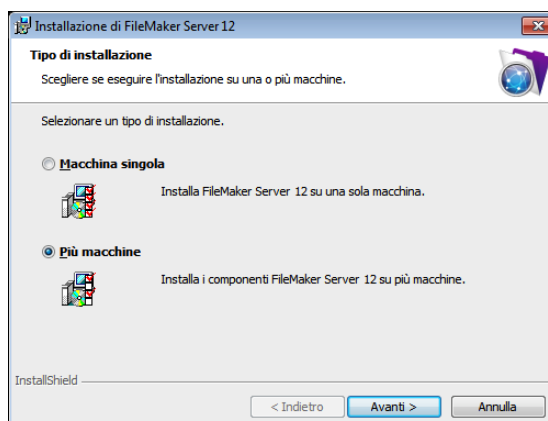 Installazione di FileMaker Server 12
Tipo di installazione
Scegliere se eseguire l'installazione su una o più macchine.
Selezionare un tipo di installazione.
Macchina singola
Installa FileMaker Server 12 su una sola macchina.
Più macchine
Installa i componenti FileMaker Server 12 su più macchine.
InstallShield
< Indietro
Avanti >
Annulla